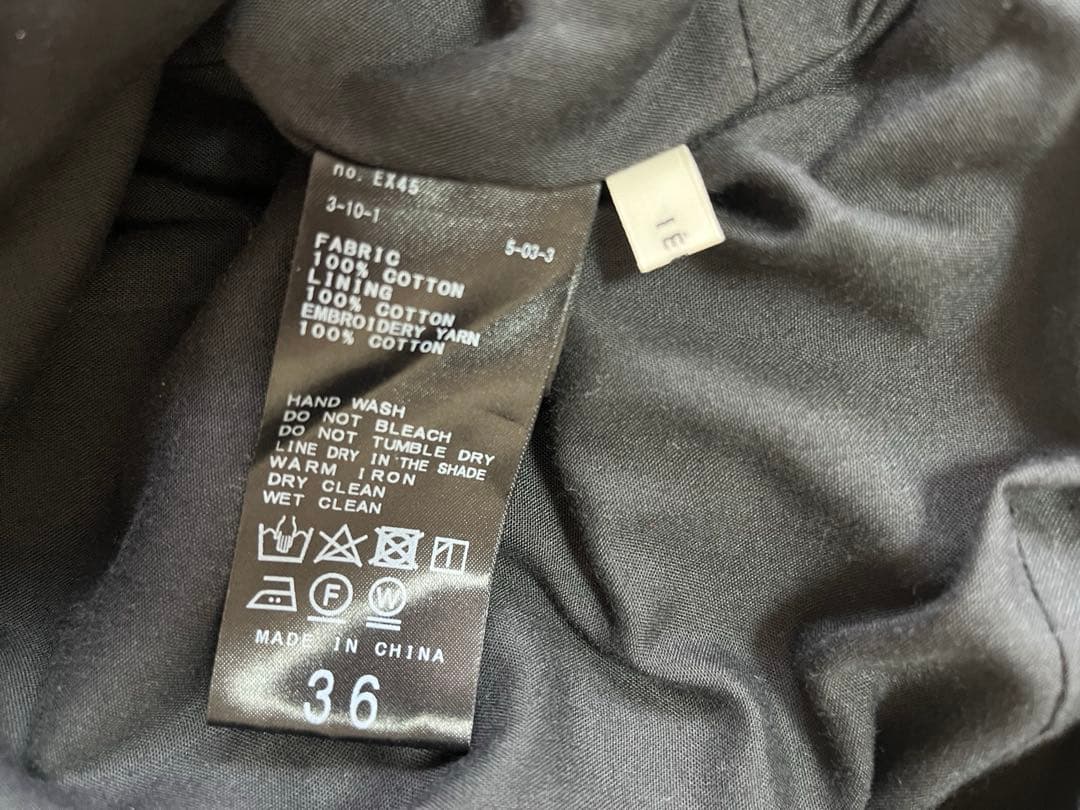 no. EX45
3-10-1
5-03-3
FABRIC
100% COTTON
LINING
100% COTTON
EMBROIDERY YARN
100% COTTON
HAND WASH
DO NOT BLEACH
DO NOT TUMBLE DRY
LINE DRY IN THE SHADE
WARM IRON
DRY CLEAN
WET CLEAN
F W
MADE IN CHINA
36
IÉ